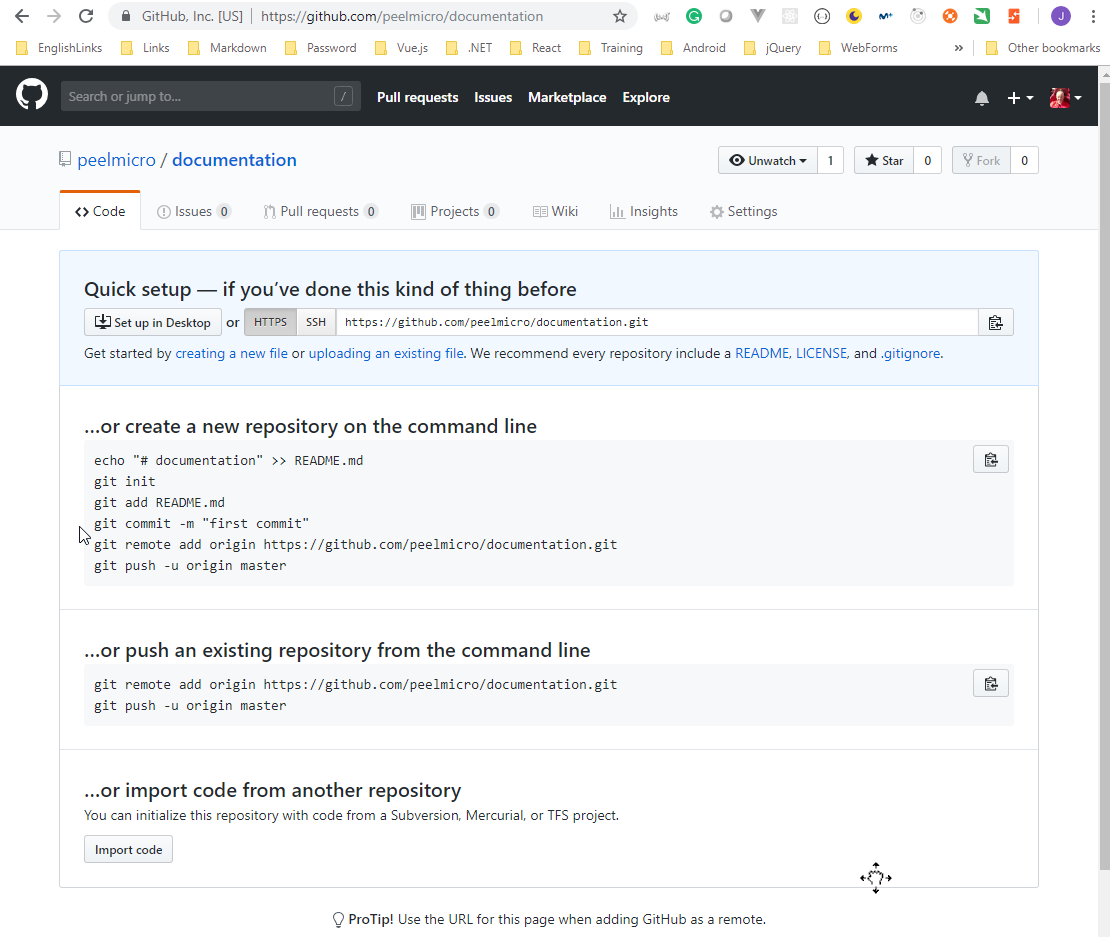 GitHub, Inc. [US] | https://github.com/peelmicro/documentation
EnglishLinks Links Markdown Password Vue.js .NET React Training Android jQuery WebForms » Other bookmarks
Search or jump to... / Pull requests Issues Marketplace Explore
peelmicro / documentation Unwatch 1 Star 0 Fork 0
Code Issues 0 Pull requests 0 Projects 0 Wiki Insights Settings
Quick setup — if you’ve done this kind of thing before
Set up in Desktop or HTTPS SSH https://github.com/peelmicro/documentation.git
Get started by creating a new file or uploading an existing file. We recommend every repository include a README, LICENSE, and .gitignore.
…or create a new repository on the command line
echo "# documentation" >> README.md
git init
git add README.md
git commit -m "first commit"
git remote add origin https://github.com/peelmicro/documentation.git
git push -u origin master
…or push an existing repository from the command line
git remote add origin https://github.com/peelmicro/documentation.git
git push -u origin master
…or import code from another repository
You can initialize this repository with code from a Subversion, Mercurial, or TFS project.
Import code
ProTip! Use the URL for this page when adding GitHub as a remote.